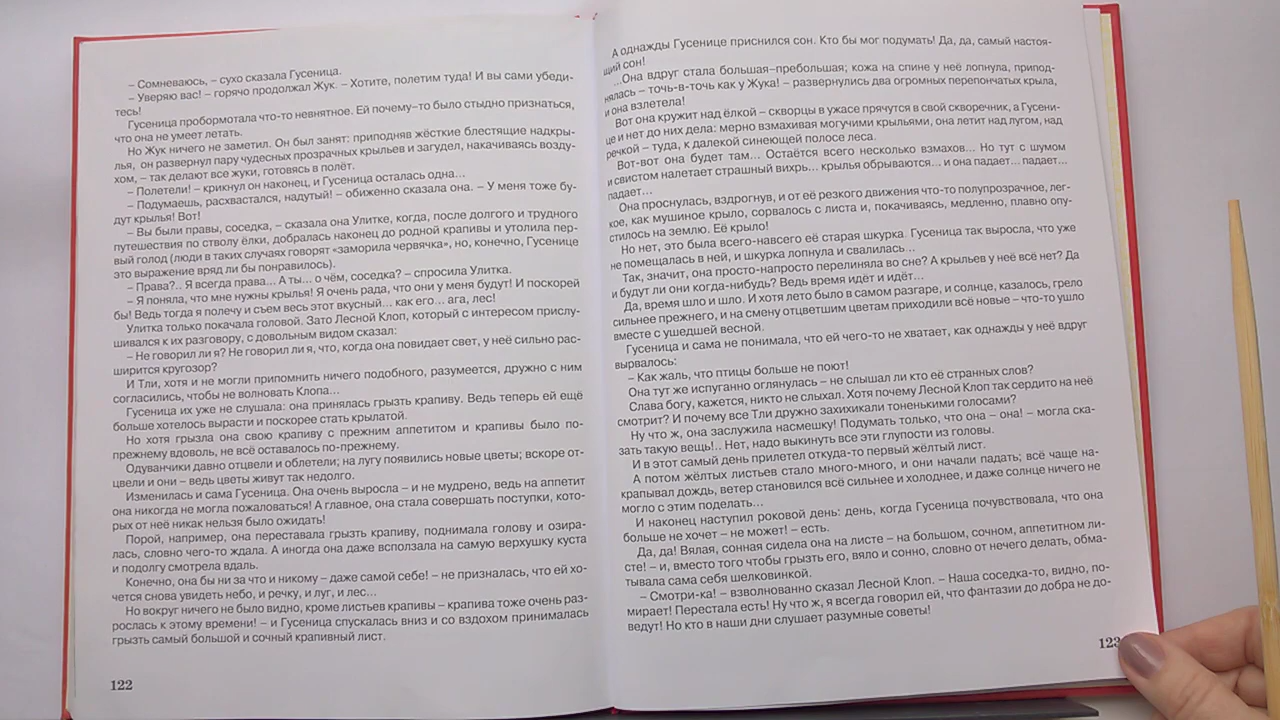 – Сомневаюсь, – сухо сказала Гусеница.
– Уверяю вас! – горячо продолжал Жук. – Хотите, полетим туда! И вы сами убеди-
тесь!
Гусеница пробормотала что-то невнятное. Ей почему–то было стыдно признаться,
что она не умеет летать.
Но Жук ничего не заметил. Он был занят: приподняв жёсткие блестящие надкры-
лья, он развернул пару чудесных прозрачных крыльев и загудел, накачиваясь возду-
хом, – так делают все жуки, готовясь в полёт.
– Полетели! – крикнул он наконец, и Гусеница осталась одна…
– Подумаешь, расхвастался, надутый! – обиженно сказала она. – У меня тоже бу-
дут крылья! Вот!
– Вы были правы, соседка, – сказала она Улитке, когда, после долгого и трудного
путешествия по стволу ёлки, добралась наконец до родной крапивы и утолила пер-
вый голод (люди в таких случаях говорят «заморила червячка», но, конечно, Гусенице
это выражение вряд ли бы понравилось).
– Права?.. Я всегда права… А ты… о чём, соседка? – спросила Улитка.
– Я поняла, что мне нужны крылья! Я очень рада, что они у меня будут! И поскорей
бы! Ведь тогда я полечу и съем весь этот вкусный… как его… ага, лес!
Улитка только покачала головой. Зато Лесной Клоп, который с интересом прислу-
шивался к их разговору, с довольным видом сказал:
– Не говорил ли я? Не говорил ли я, что, когда она повидает свет, у неё сильно рас-
ширится кругозор?
И Тли, хотя и не могли припомнить ничего подобного, разумеется, дружно с ним
согласились, чтобы не волновать Клопа…
Гусеница их уже не слушала: она принялась грызть крапиву. Ведь теперь ей ещё
больше хотелось вырасти и поскорее стать крылатой.
Но хотя грызла она свою крапиву с прежним аппетитом и крапивы было по-
прежнему вдоволь, не всё оставалось по-прежнему.
Одуванчики давно отцвели и облетели; на лугу появились новые цветы; вскоре от-
цвели и они – ведь цветы живут так недолго.
Изменилась и сама Гусеница. Она очень выросла – и не мудрено, ведь на аппетит
она никогда не могла пожаловаться! А главное, она стала совершать поступки, кото-
рых от неё никак нельзя было ожидать!
Порой, например, она переставала грызть крапиву, поднимала голову и озира-
лась, словно чего-то ждала. А иногда она даже всползала на самую верхушку куста
и подолгу смотрела вдаль.
Конечно, она бы ни за что и никому – даже самой себе! – не призналась, что ей хо-
чется снова увидеть небо, и речку, и луг, и лес…
Но вокруг ничего не было видно, кроме листьев крапивы – крапива тоже очень раз-
рослась к этому времени! – и Гусеница спускалась вниз и со вздохом принималась
грызть самый большой и сочный крапивный лист.
122
А однажды Гусенице приснился сон. Кто бы мог подумать! Да, да, самый настоя-
щий сон!
…Она вдруг стала большая–пребольшая; кожа на спине у неё лопнула, припод-
нялась – точь-в-точь как у Жука! – развернулись два огромных перепончатых крыла,
и она взлетела!
Вот она кружит над ёлкой – скворцы в ужасе прячутся в свой скворечник, а Гусени-
це и нет до них дела: мерно взмахивая могучими крыльями, она летит над лугом, над
речкой – туда, к далекой синеющей полосе леса.
Вот-вот она будет там… Остаётся всего несколько взмахов… Но тут с шумом
и свистом налетает страшный вихрь… крылья обрываются… и она падает… падает…
падает…
Она проснулась, вздрогнув, и от её резкого движения что-то полупрозрачное, лег-
кое, как мушиное крыло, сорвалось с листа и, покачиваясь, медленно, плавно опу-
стилось на землю. Её крыло!
Но нет, это была всего-навсего её старая шкурка. Гусеница так выросла, что уже
не помещалась в ней, и шкурка лопнула и свалилась…
Так, значит, она просто-напросто перелиняла во сне? А крыльев у неё всё нет? Да
и будут ли они когда-нибудь? Ведь время идёт и идёт…
Да, время шло и шло. И хотя лето было в самом разгаре, и солнце, казалось, грело
сильнее прежнего, и на смену отцветшим цветам приходили всё новые – что-то ушло
вместе с ушедшей весной.
Гусеница и сама не понимала, что ей чего-то не хватает, как однажды у неё вдруг
вырвалось:
– Как жаль, что птицы больше не поют!
Она тут же испуганно оглянулась – не слышал ли кто её странных слов?
Слава богу, кажется, никто не слыхал. Хотя почему Лесной Клоп так сердито на неё
смотрит? И почему все Тли дружно захихикали тоненькими голосами?
Ну что ж, она заслужила насмешку! Подумать только, что она – она! – могла ска-
зать такую вещь!.. Нет, надо выкинуть все эти глупости из головы.
И в этот самый день прилетел откуда-то первый жёлтый лист.
А потом жёлтых листьев стало много-много, и они начали падать; всё чаще на-
крапывал дождь, ветер становился всё сильнее и холоднее, и даже солнце ничего не
могло с этим поделать…
И наконец наступил роковой день: день, когда Гусеница почувствовала, что она
больше не хочет – не может! – есть.
Да, да! Вялая, сонная сидела она на листе – на большом, сочном, аппетитном ли-
сте! – и, вместо того чтобы грызть его, вяло и сонно, словно от нечего делать, обма-
тывала сама себя шелковинкой.
– Смотри-ка! – взволнованно сказал Лесной Клоп. – Наша соседка-то, видно, по-
мирает! Перестала есть! Ну что ж, я всегда говорил ей, что фантазии до добра не до-
ведут! Но кто в наши дни слушает разумные советы!
123